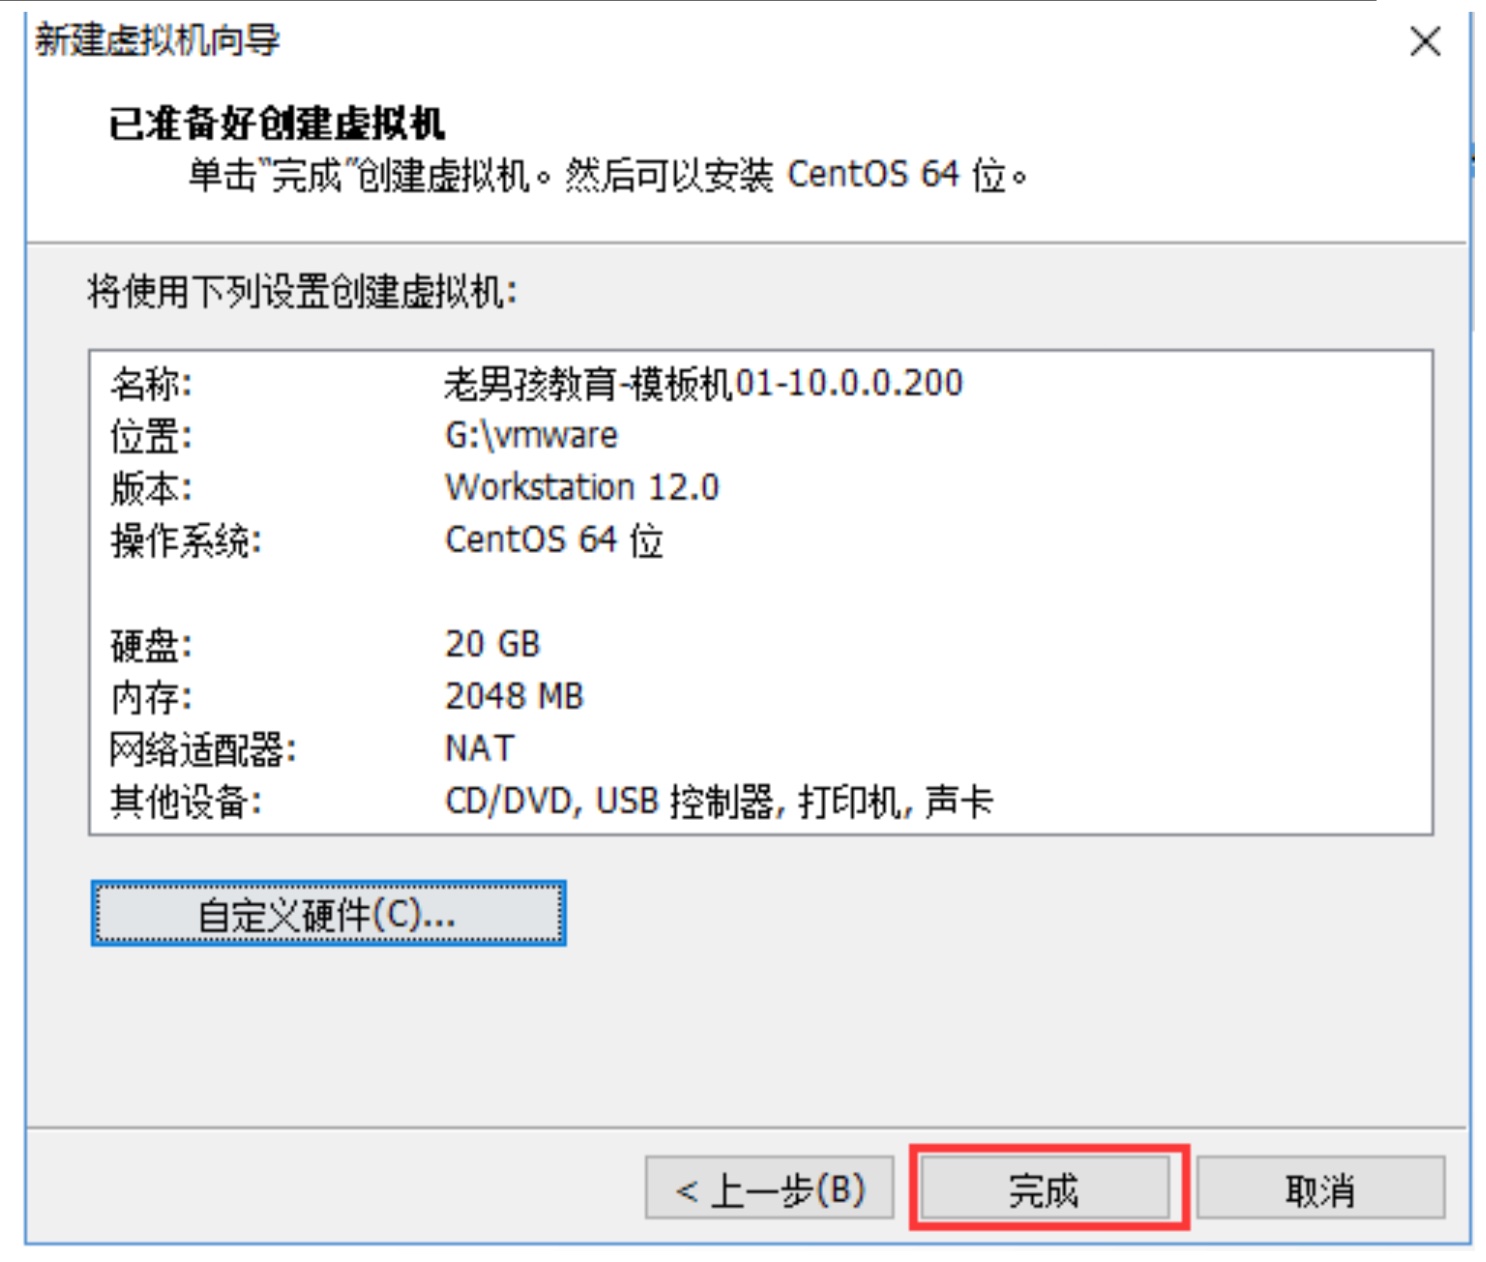 新建虚拟机向导
已准备好创建虚拟机
单击“完成”创建虚拟机。然后可以安装 CentOS 64 位。
将使用下列设置创建虚拟机:
名称: 老男孩教育-模板机01-10.0.0.200
位置: G:\vmware
版本: Workstation 12.0
操作系统: CentOS 64 位
硬盘: 20 GB
内存: 2048 MB
网络适配器: NAT
其他设备: CD/DVD, USB 控制器, 打印机, 声卡
自定义硬件(C)...
< 上一步(B) 完成 取消